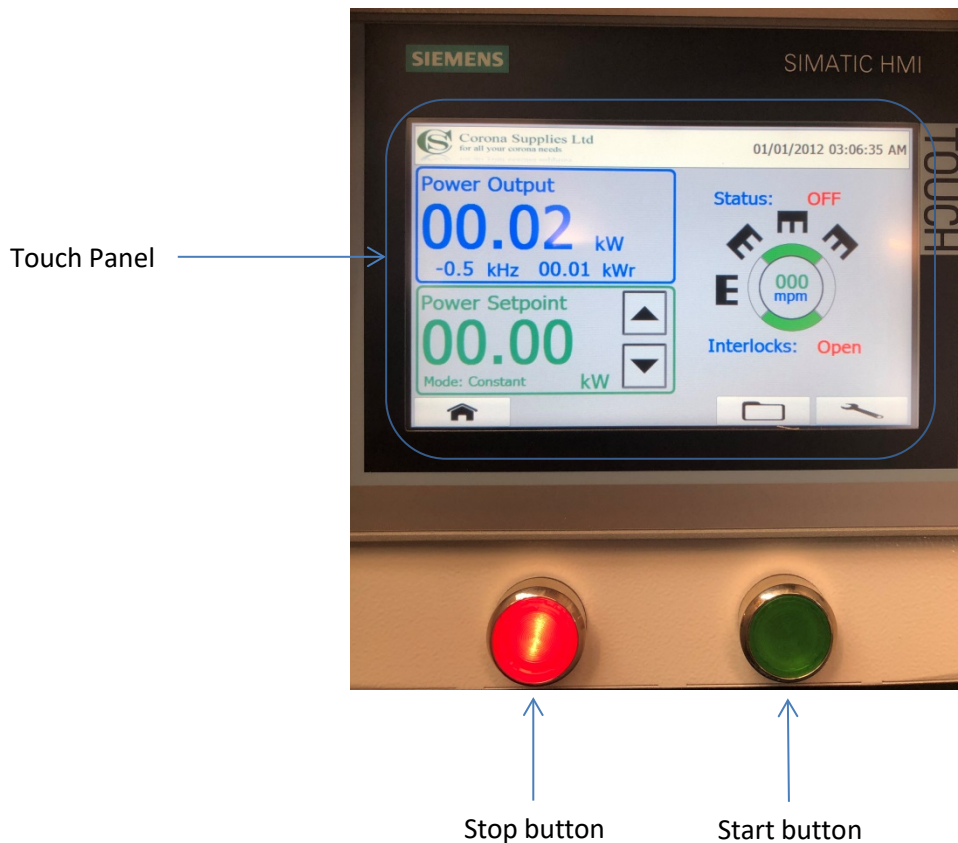 SIEMENS
SIMATIC HMI
TOUCH
Corona Supplies Ltd
for all your corona needs
01/01/2012 03:06:35 AM
Power Output
00.02 kW
-0.5 kHz 00.01 kWr
Status: OFF
E E E E
000
mpm
Interlocks: Open
Power Setpoint
00.00
Mode: Constant kW
Touch Panel
Stop button
Start button